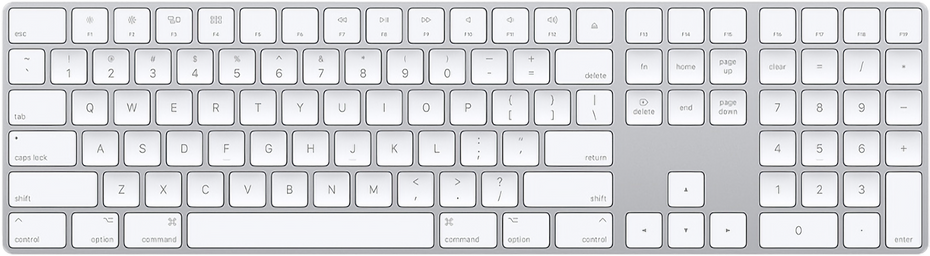 esc F1 F2 F3 F4 F5 F6 F7 F8 F9 F10 F11 F12 F13 F14 F15 F16 F17 F18 F19
~ ! @ # $ % ^ & * ( ) _ +
` 1 2 3 4 5 6 7 8 9 0 - = delete fn home page up clear = / *
tab Q W E R T Y U I O P { [ } ] | \ delete end page down 7 8 9 −
caps lock A S D F G H J K L : ; " ' return 4 5 6 +
shift Z X C V B N M < , > . ? / shift ▲ 1 2 3
control option ⌘ command ⌘ command option control ◄ ▼ ► 0 . enter